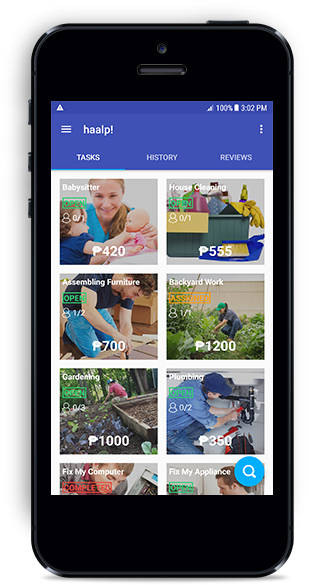 100% 3:02 PM
haalp!
TASKS HISTORY REVIEWS
Babysitter
OPEN
0/1
₱420
House Cleaning
OPEN
0/1
₱555
Assembling Furniture
OPEN
1/2
₱700
Backyard Work
ASSIGNED
1/1
₱1200
Gardening
OPEN
0/3
₱1000
Plumbing
OPEN
0/2
₱350
Fix My Computer
COMPLETED
Fix My Appliance
OPEN